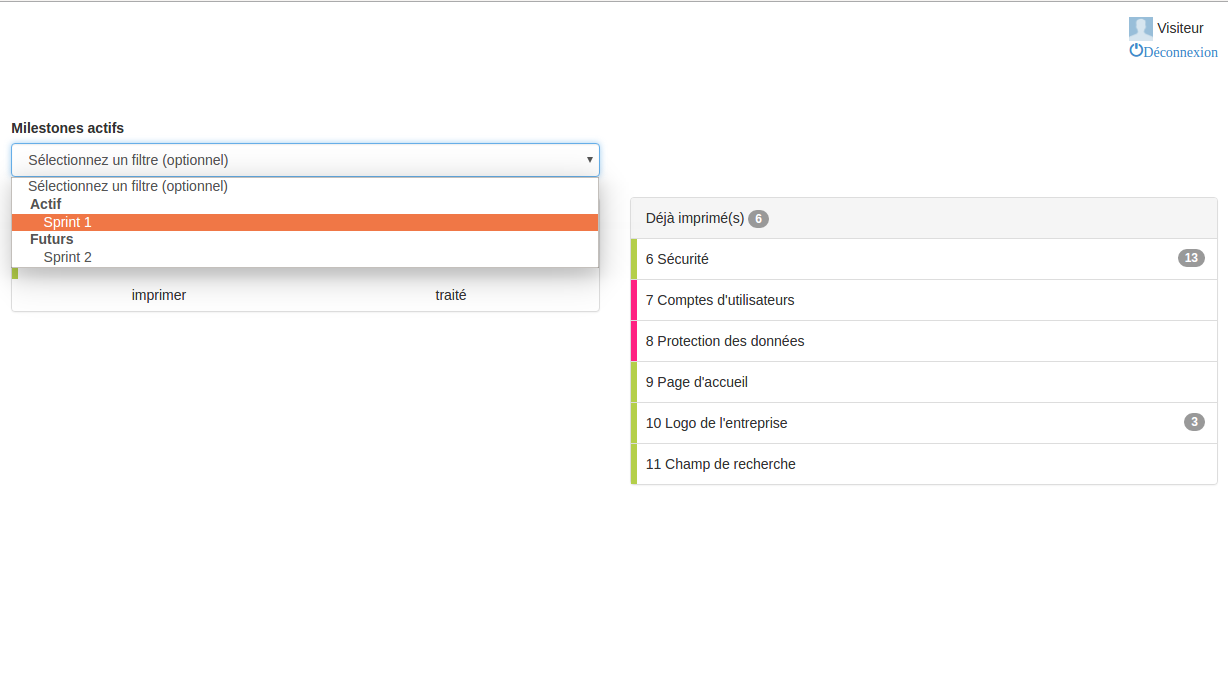 Visiteur
Déconnexion
Milestones actifs
Sélectionnez un filtre (optionnel)
Sélectionnez un filtre (optionnel)
Actif
Sprint 1
Futurs
Sprint 2
imprimer traité
Déjà imprimé(s) 6
6 Sécurité 13
7 Comptes d'utilisateurs
8 Protection des données
9 Page d'accueil
10 Logo de l'entreprise 3
11 Champ de recherche